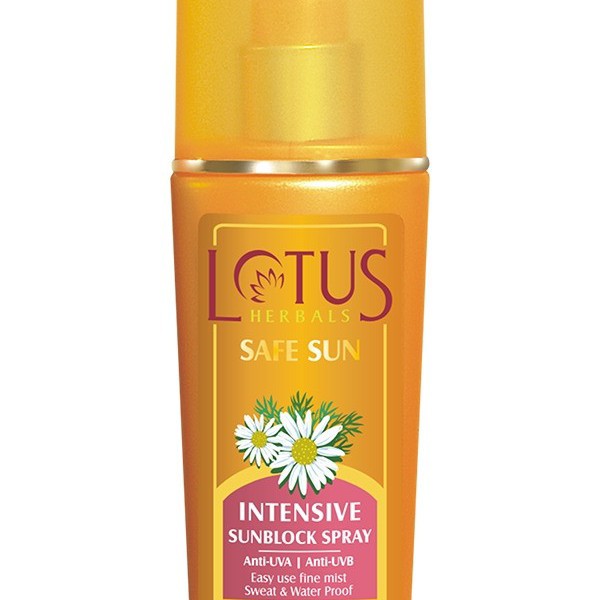 LOTUS
HERBALS
SAFE SUN
INTENSIVE
SUNBLOCK SPRAY
Anti-UVA | Anti-UVB
Easy use fine mist
Sweat & Water Proof